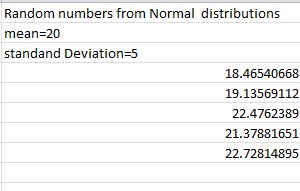 Random numbers from Normal  distributions
mean=20
standand Deviation=5
18.46540668
19.13569112
22.4762389
21.37881651
22.72814895